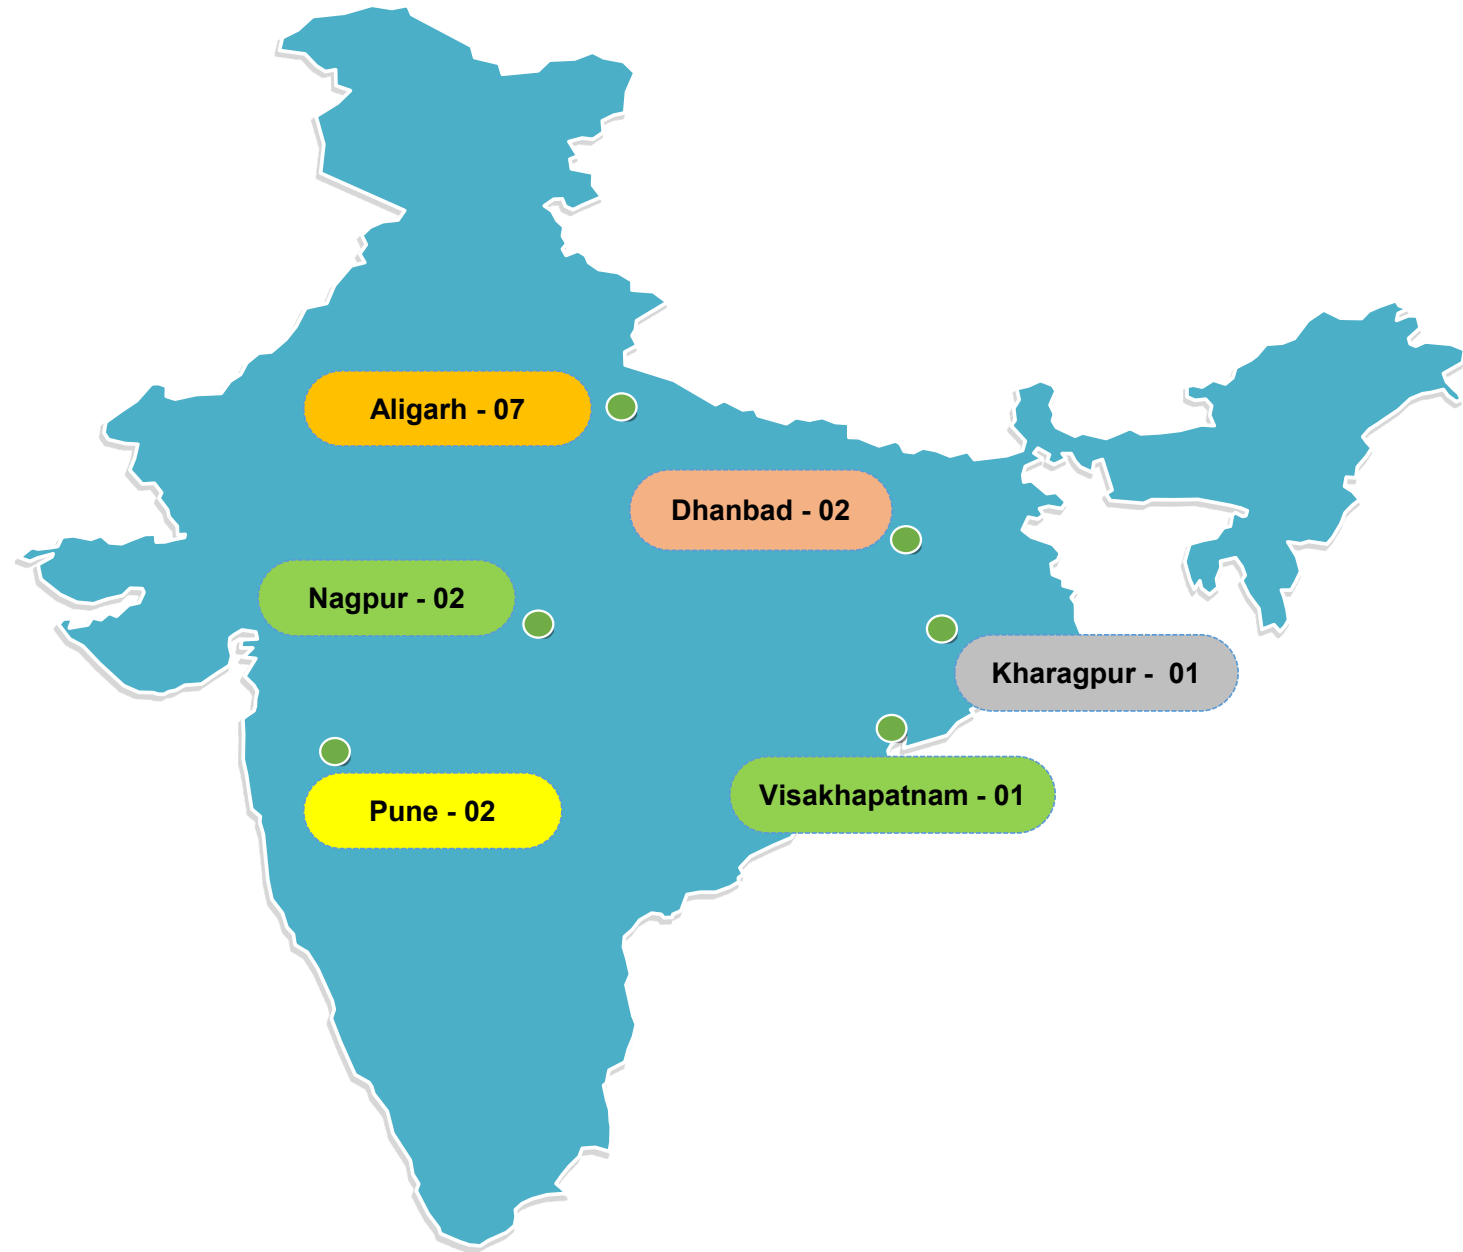 Aligarh - 07
Dhanbad - 02
Nagpur - 02
Kharagpur -  01
Visakhapatnam - 01
Pune - 02